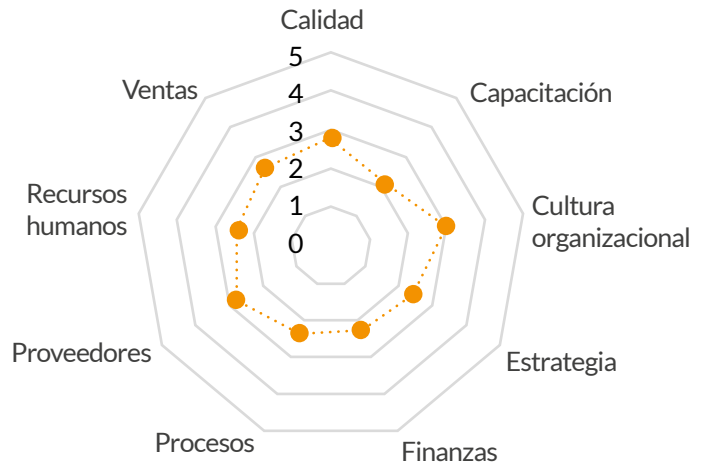 Calidad
5
4
3
2
1
0
Capacitación
Cultura
organizacional
Estrategia
Finanzas
Procesos
Proveedores
Recursos
humanos
Ventas